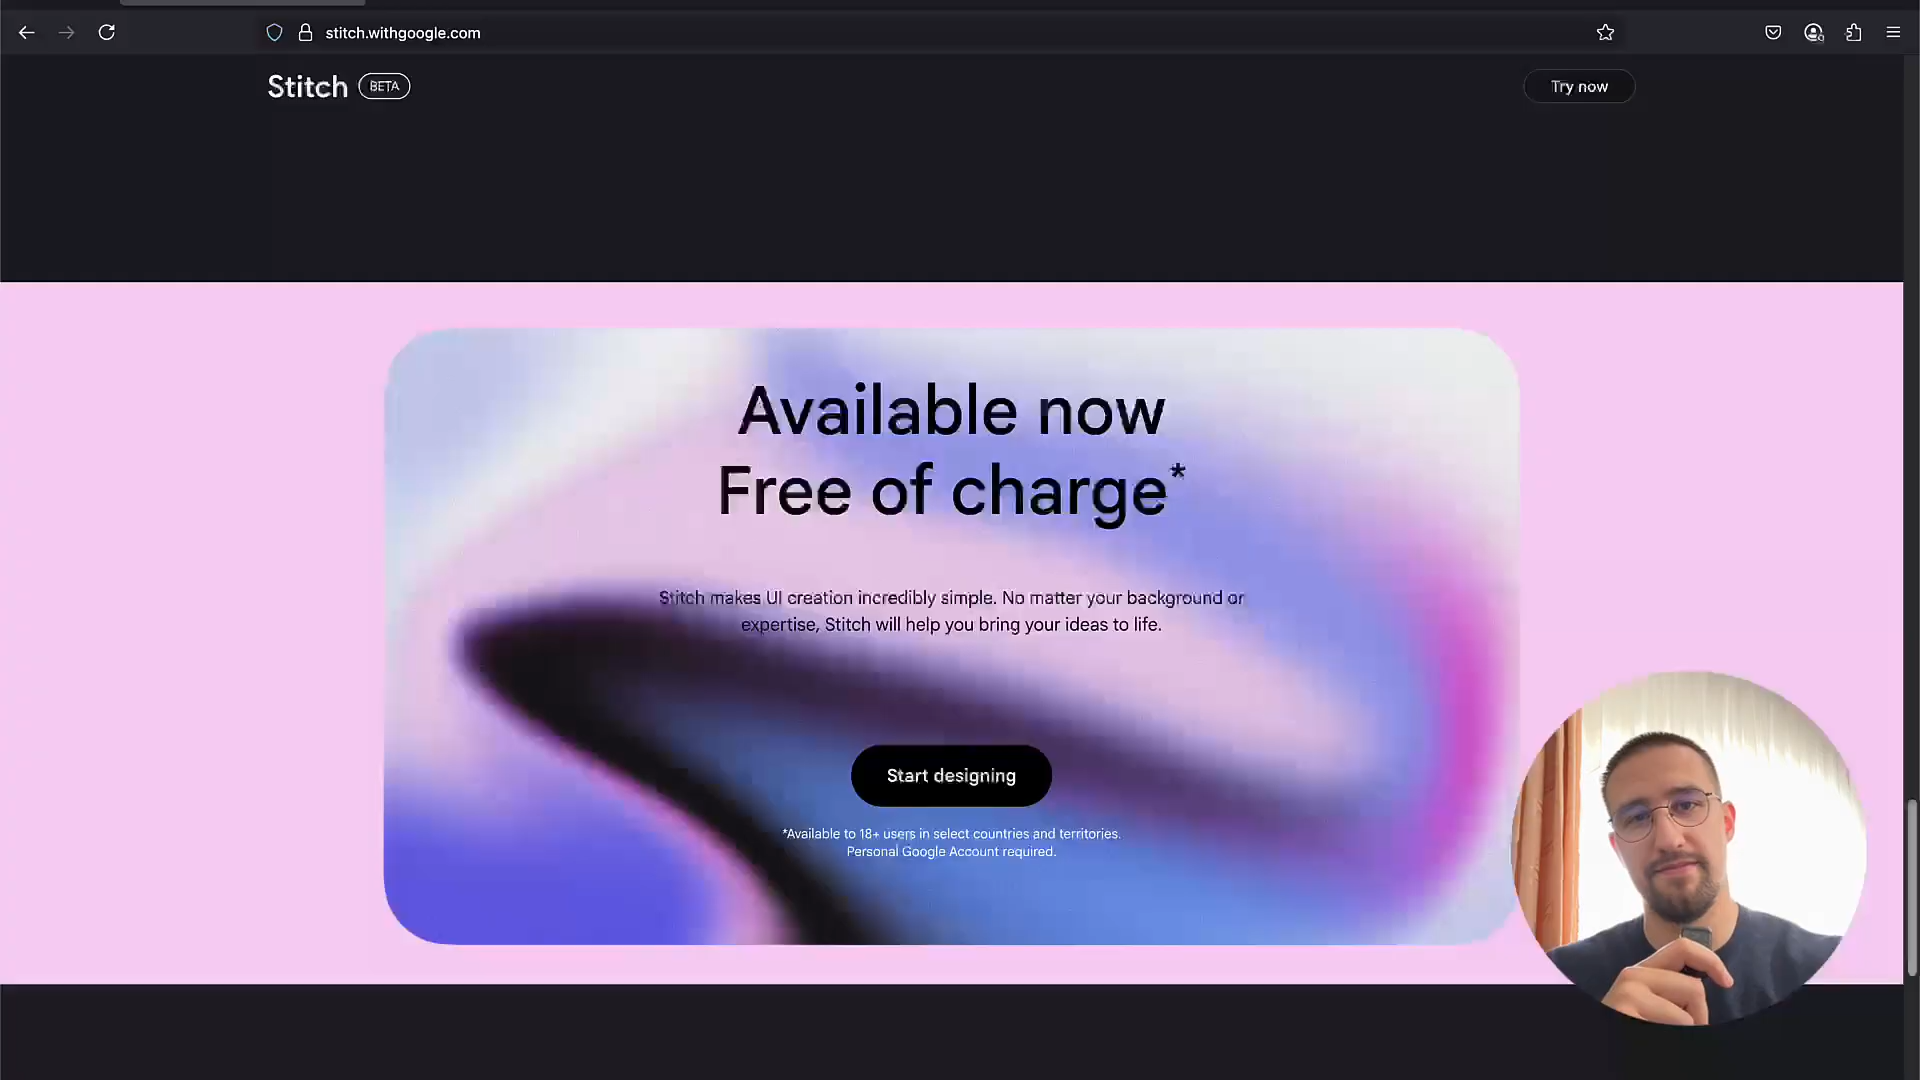 stitch.withgoogle.com
Stitch BETA
Try now
Available now
Free of charge*
Stitch makes UI creation incredibly simple. No matter your background or
expertise, Stitch will help you bring your ideas to life.
Start designing
*Available to 18+ users in select countries and territories.
Personal Google Account required.